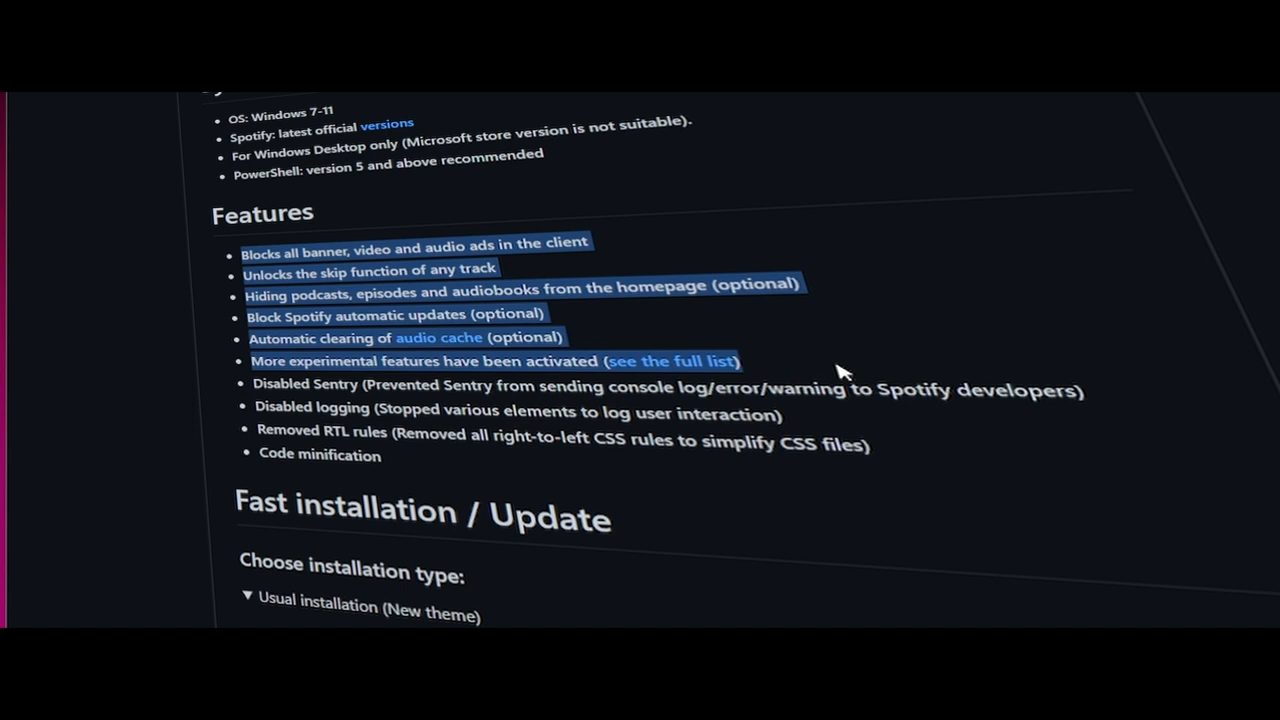 OS: Windows 7-11
Spotify: latest official versions
For Windows Desktop only (Microsoft store version is not suitable).
PowerShell: version 5 and above recommended
Features
Blocks all banner, video and audio ads in the client
Unlocks the skip function of any track
Hiding podcasts, episodes and audiobooks from the homepage (optional)
Block Spotify automatic updates (optional)
Automatic clearing of audio cache (optional)
More experimental features have been activated (see the full list)
Disabled Sentry (Prevented Sentry from sending console log/error/warning to Spotify developers)
Disabled logging (Stopped various elements to log user interaction)
Removed RTL rules (Removed all right-to-left CSS rules to simplify CSS files)
Code minification
Fast installation / Update
Choose installation type:
Usual installation (New theme)